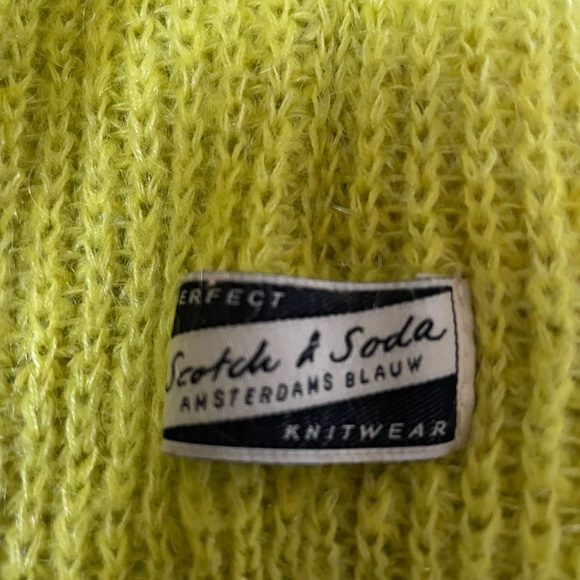 ERFECT
Scotch & Soda
AMSTERDAMS BLAUW
KNITWEAR